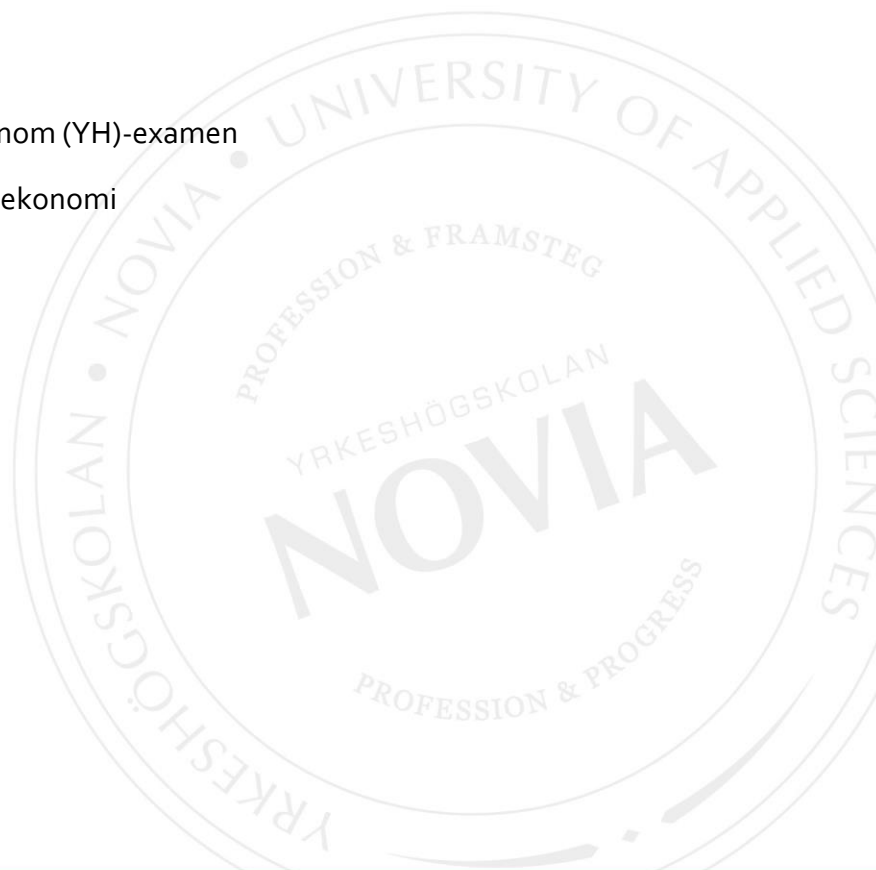 nom (YH)-examen
ekonomi
YRKESHÖGSKOLAN • NOVIA • UNIVERSITY OF APPLIED SCIENCES
PROFESSION & FRAMSTEG
YRKESHÖGSKOLAN
NOVIA
PROFESSION & PROGRESS